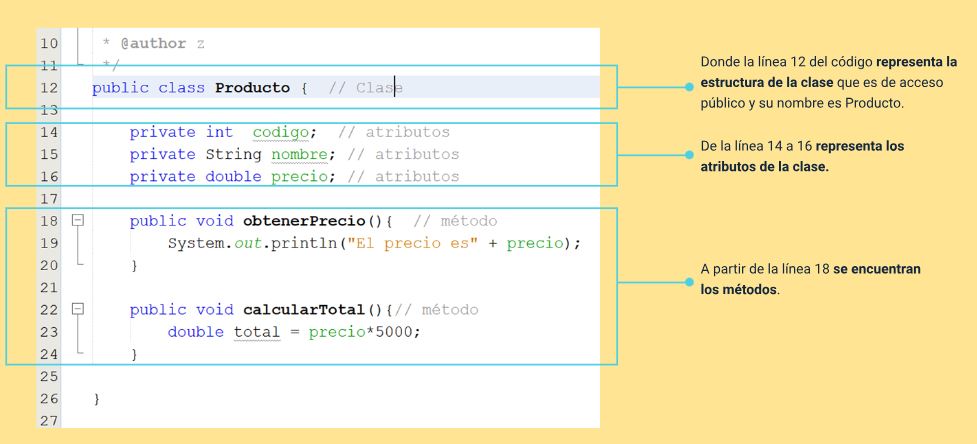 10 * @author z
11 */
12 public class Producto { // Clase
13
14 private int codigo; // atributos
15 private String nombre; // atributos
16 private double precio; // atributos
17
18 public void obtenerPrecio(){ // método
19 System.out.println("El precio es" + precio);
20 }
21
22 public void calcularTotal(){// método
23 double total = precio*5000;
24 }
25
26 }
27
Donde la línea 12 del código representa la
estructura de la clase que es de acceso
público y su nombre es Producto.
De la línea 14 a 16 representa los
atributos de la clase.
A partir de la línea 18 se encuentran
los métodos.